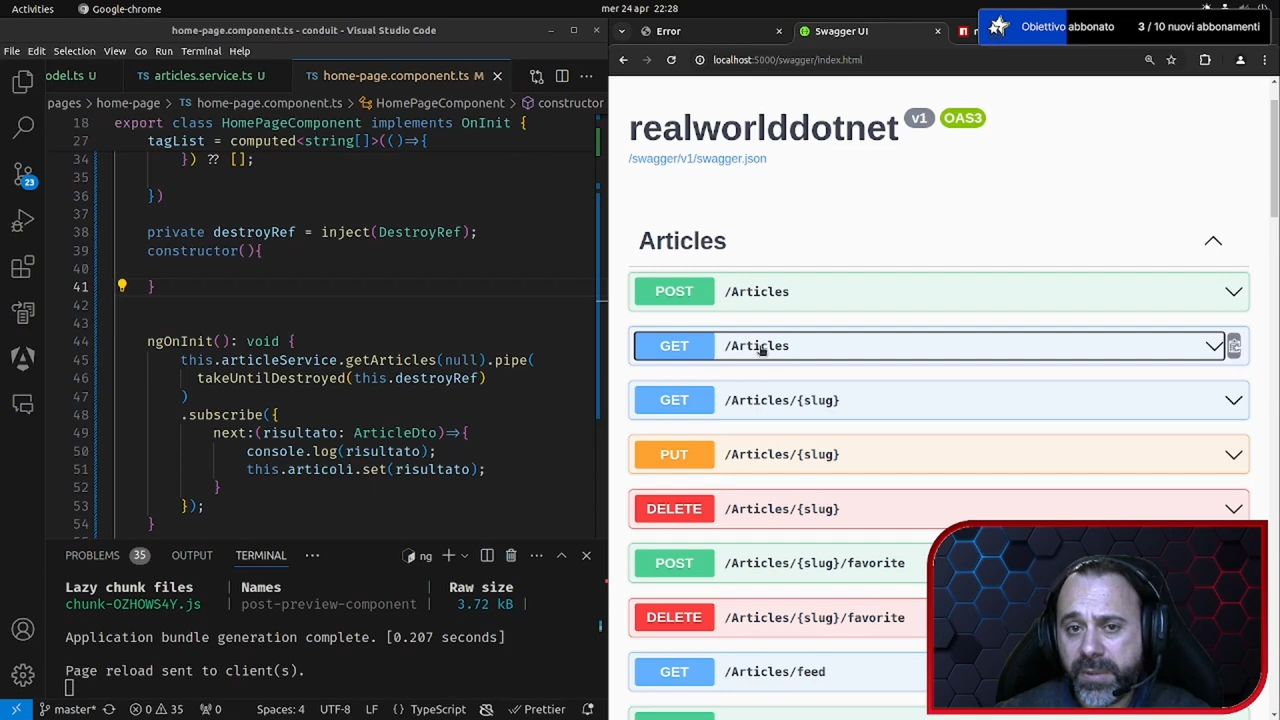 Activities
Google-chrome
mer 24 apr 22:28
home-page.component.ts - conduit - Visual Studio Code
File Edit Selection View Go Run Terminal Help
odel.ts U
articles.service.ts U
TS home-page.component.ts M
pages > home-page > TS home-page.component.ts > HomePageComponent > constructor
18 export class HomePageComponent implements OnInit {
27 tagList = computed<string[]>(()=>{
34 }) ?? [];
35
36 })
37
38 private destroyRef = inject(DestroyRef);
39 constructor(){
40
41 }
42
43
44 ngOnInit(): void {
45 this.articleService.getArticles(null).pipe(
46 takeUntilDestroyed(this.destroyRef)
47 )
48 .subscribe({
49 next:(risultato: ArticleDto)=>{
50 console.log(risultato);
51 this.articoli.set(risultato);
52 }
53 });
54 }
23
PROBLEMS 35 OUTPUT TERMINAL
ng
Lazy chunk files | Names | Raw size
chunk-OZHOWS4Y.js | post-preview-component | 3.72 kB |
Application bundle generation complete. [0.207 seconds]
Page reload sent to client(s).
master* 0 35 0 Spaces: 4 UTF-8 LF {} TypeScript Prettier
Error
Swagger UI
Obiettivo abbonato
3 / 10 nuovi abbonamenti
localhost:5000/swagger/index.html
realworlddotnet v1 OAS3
/swagger/v1/swagger.json
Articles
POST /Articles
GET /Articles
GET /Articles/{slug}
PUT /Articles/{slug}
DELETE /Articles/{slug}
POST /Articles/{slug}/favorite
DELETE /Articles/{slug}/favorite
GET /Articles/feed